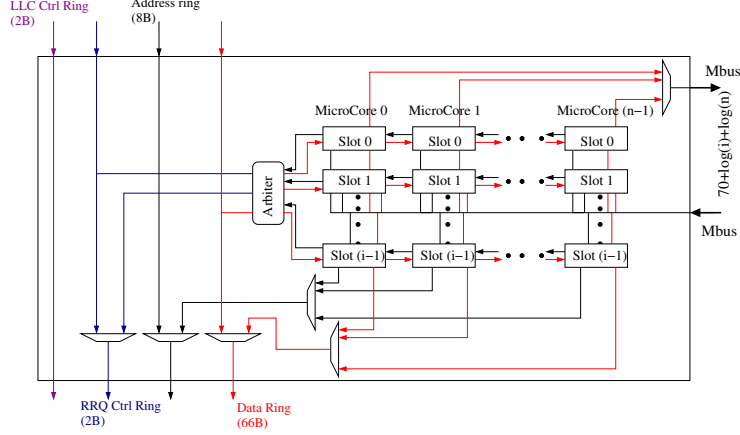 LLC Ctrl Ring
(2B)
Address ring
(8B)
Mbus
MicroCore 0
MicroCore 1
MicroCore (n−1)
Slot 0
Slot 0
Slot 0
Slot 1
Slot 1
Slot 1
Arbiter
70+log(i)+log(n)
Mbus
Slot (i−1)
Slot (i−1)
Slot (i−1)
RRQ Ctrl Ring
(2B)
Data Ring
(66B)